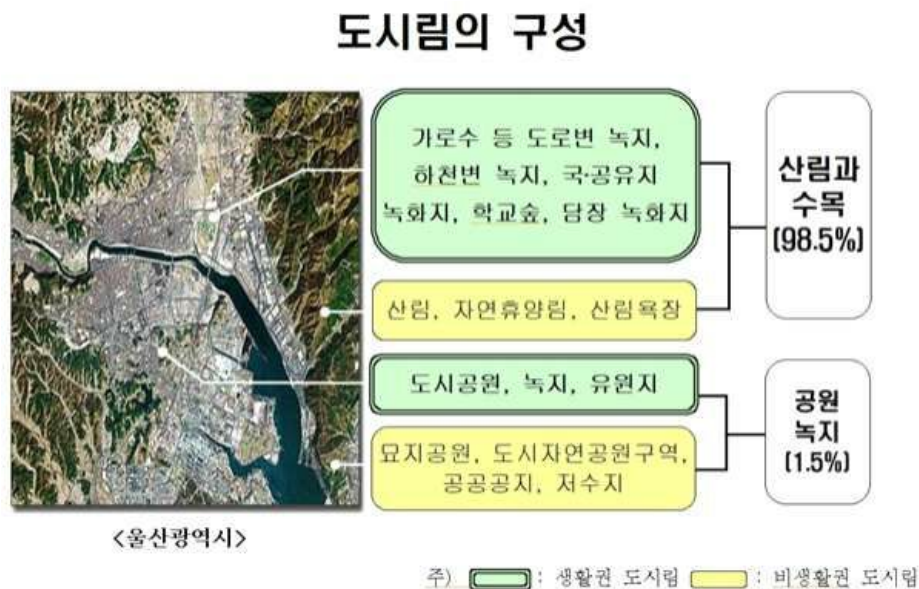 도시림의 구성
가로수 등 도로변 녹지,
하천변 녹지, 국·공유지
녹화지, 학교숲, 담장 녹화지
산림과
수목
(98.5%)
산림, 자연휴양림, 산림욕장
도시공원, 녹지, 유원지
공원
녹지
(1.5%)
묘지공원, 도시자연공원구역,
공공공지, 저수지
<울산광역시>
주) : 생활권 도시림 : 비생활권 도시림